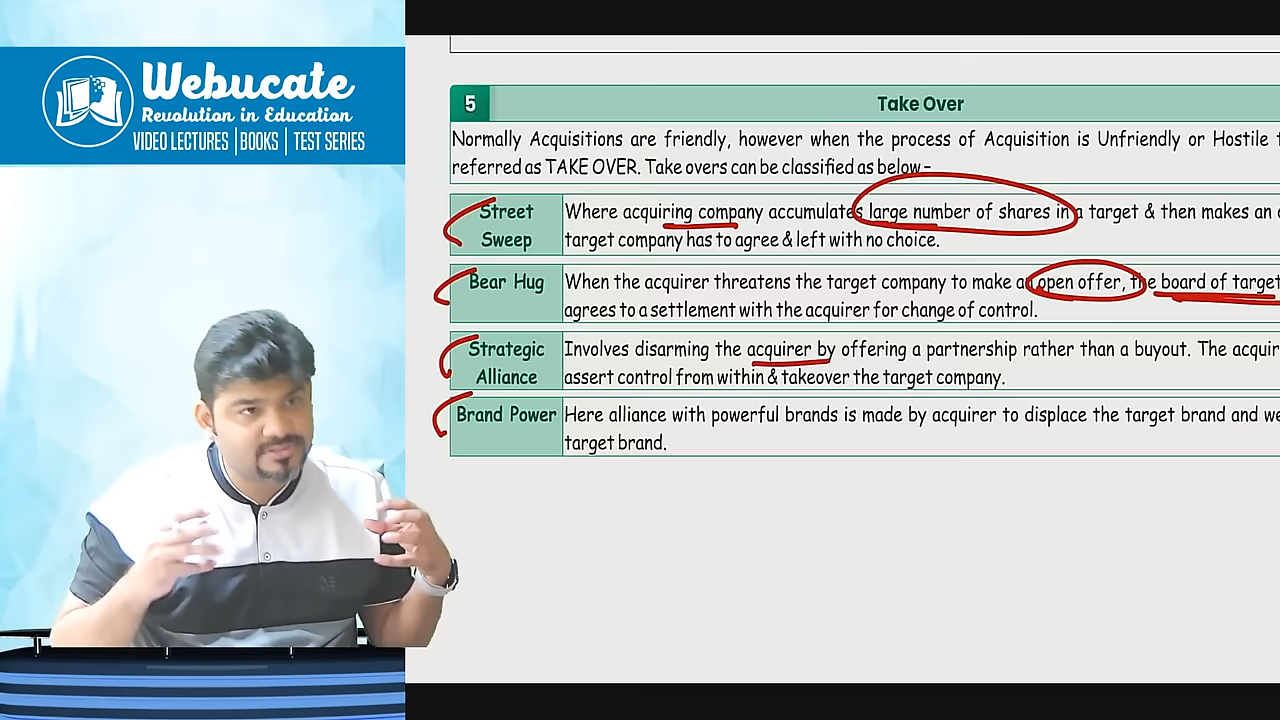 Webucate
Revolution in Education
VIDEO LECTURES | BOOKS | TEST SERIES
5 Take Over
Normally Acquisitions are friendly, however when the process of Acquisition is Unfriendly or Hostile
referred as TAKE OVER. Take overs can be classified as below –
Street
Sweep
Where acquiring company accumulates large number of shares in a target & then makes an
target company has to agree & left with no choice.
Bear Hug
When the acquirer threatens the target company to make an open offer, the board of target
agrees to a settlement with the acquirer for change of control.
Strategic
Alliance
Involves disarming the acquirer by offering a partnership rather than a buyout. The
assert control from within & takeover the target company.
Brand Power
Here alliance with powerful brands is made by acquirer to displace the target brand and
target brand.